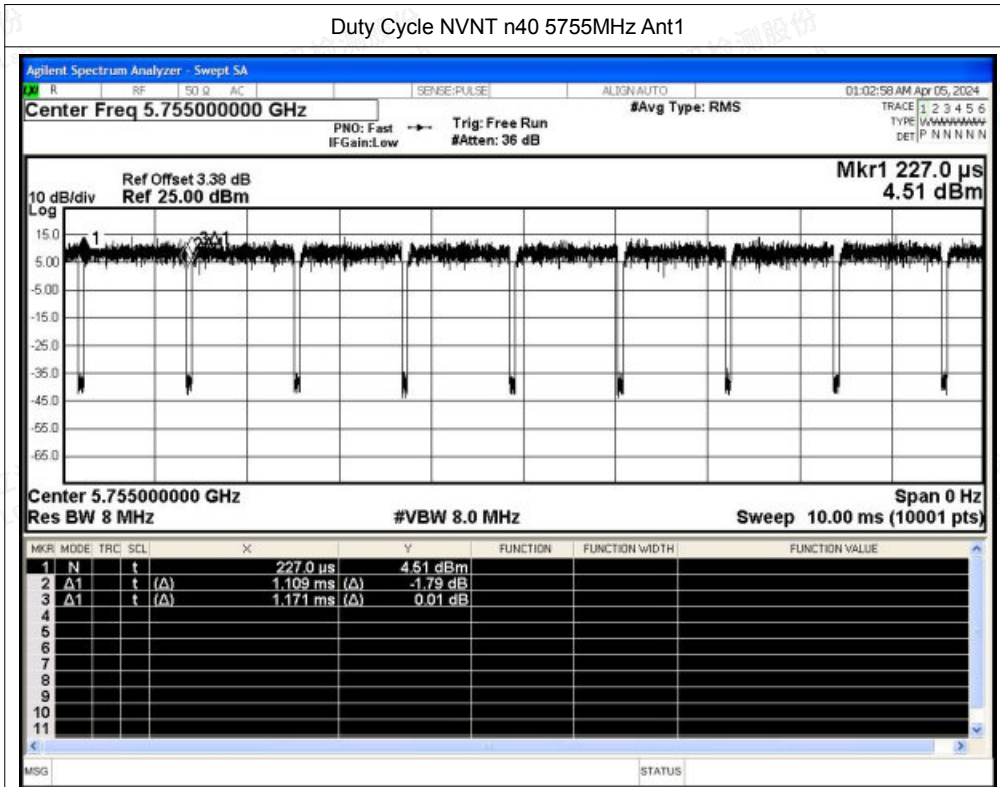 Duty Cycle NVNT n40 5755MHz Ant1
Agilent Spectrum Analyzer - Swept SA
R RF 50 Ω AC SENSE:PULSE ALIGN AUTO 01:02:58 AM Apr 05, 2024
Center Freq 5.755000000 GHz #Avg Type: RMS TRACE 1 2 3 4 5 6
PNO: Fast Trig: Free Run TYPE
IFGain:Low #Atten: 36 dB DET P N N N N N
Mkr1 227.0 µs
Ref Offset 3.38 dB
4.51 dBm
10 dB/div Ref 25.00 dBm
Log
15.0
1
5.00
-5.00
-15.0
-25.0
-35.0
-45.0
-55.0
-65.0
Center 5.755000000 GHz Span 0 Hz
Res BW 8 MHz #VBW 8.0 MHz Sweep 10.00 ms (10001 pts)
MKR MODE TRC SCL X Y FUNCTION FUNCTION WIDTH FUNCTION VALUE
1 N t 227.0 µs 4.51 dBm
2 Δ1 t (Δ) 1.109 ms (Δ) -1.79 dB
3 Δ1 t (Δ) 1.171 ms (Δ) 0.01 dB
4
5
6
7
8
9
10
11
MSG STATUS